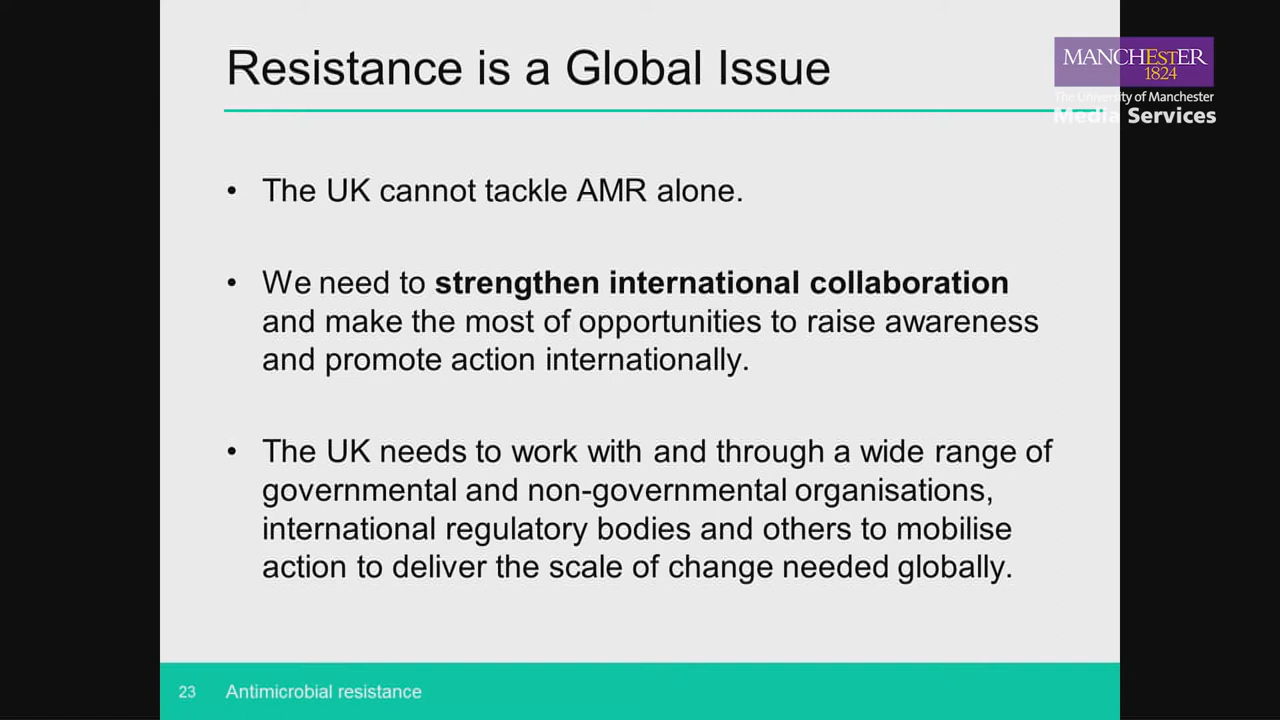 Resistance is a Global Issue
MANCHESTER
1824
The University of Manchester
Media Services
• The UK cannot tackle AMR alone.
• We need to strengthen international collaboration
and make the most of opportunities to raise awareness
and promote action internationally.
• The UK needs to work with and through a wide range of
governmental and non-governmental organisations,
international regulatory bodies and others to mobilise
action to deliver the scale of change needed globally.
23 Antimicrobial resistance